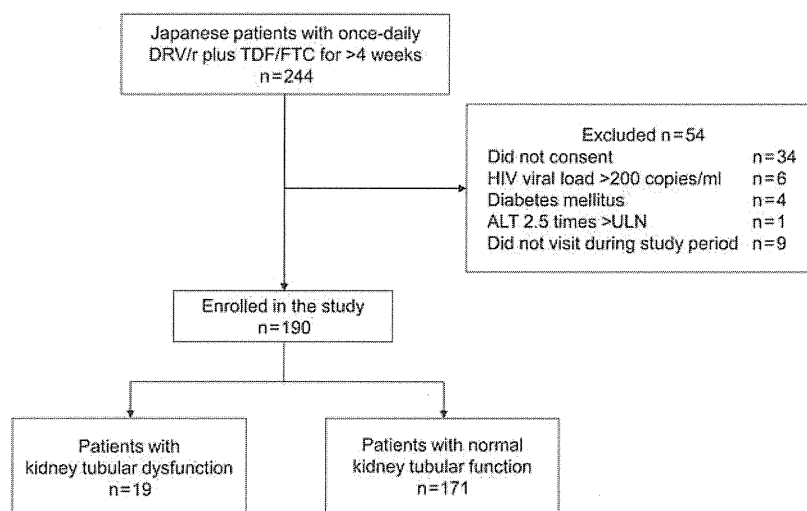 Japanese patients with once-daily
DRV/r plus TDF/FTC for >4 weeks
n=244
Excluded n=54
Did not consent n=34
HIV viral load >200 copies/ml n=6
Diabetes mellitus n=4
ALT 2.5 times >ULN n=1
Did not visit during study period n=9
Enrolled in the study
n=190
Patients with
kidney tubular dysfunction
n=19
Patients with normal
kidney tubular function
n=171